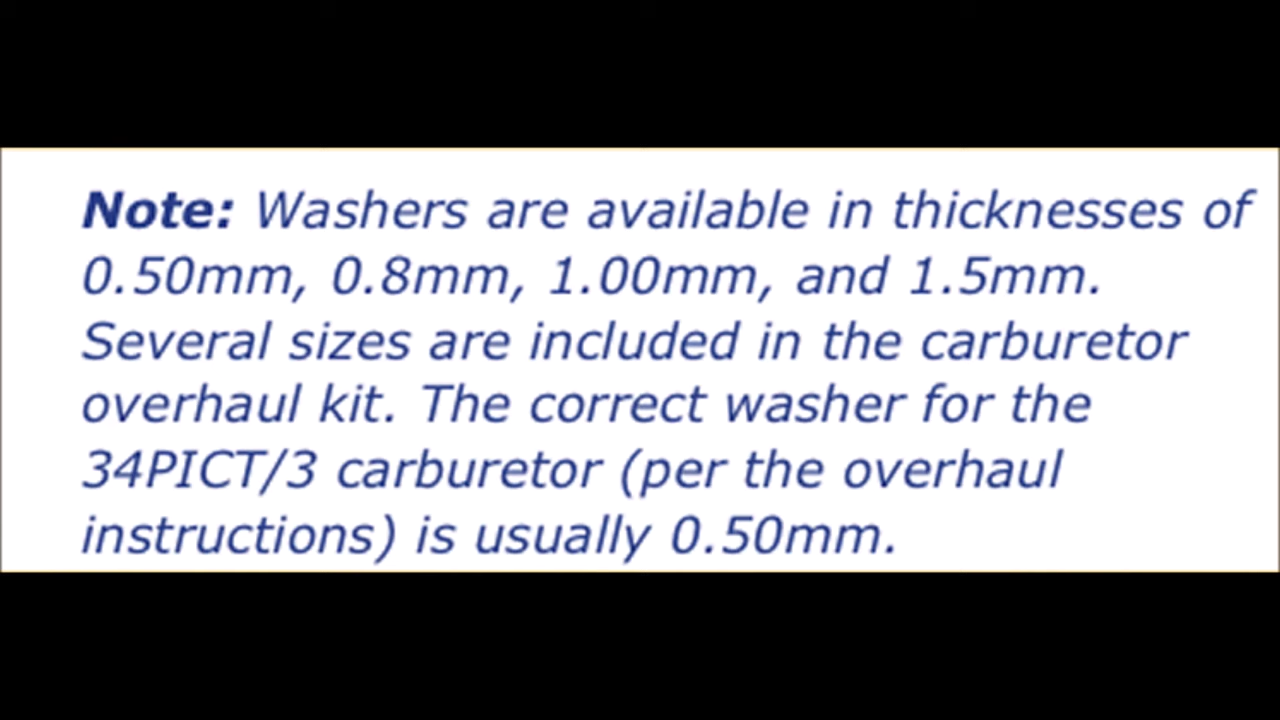 Note: Washers are available in thicknesses of
0.50mm, 0.8mm, 1.00mm, and 1.5mm.
Several sizes are included in the carburetor
overhaul kit. The correct washer for the
34PICT/3 carburetor (per the overhaul
instructions) is usually 0.50mm.